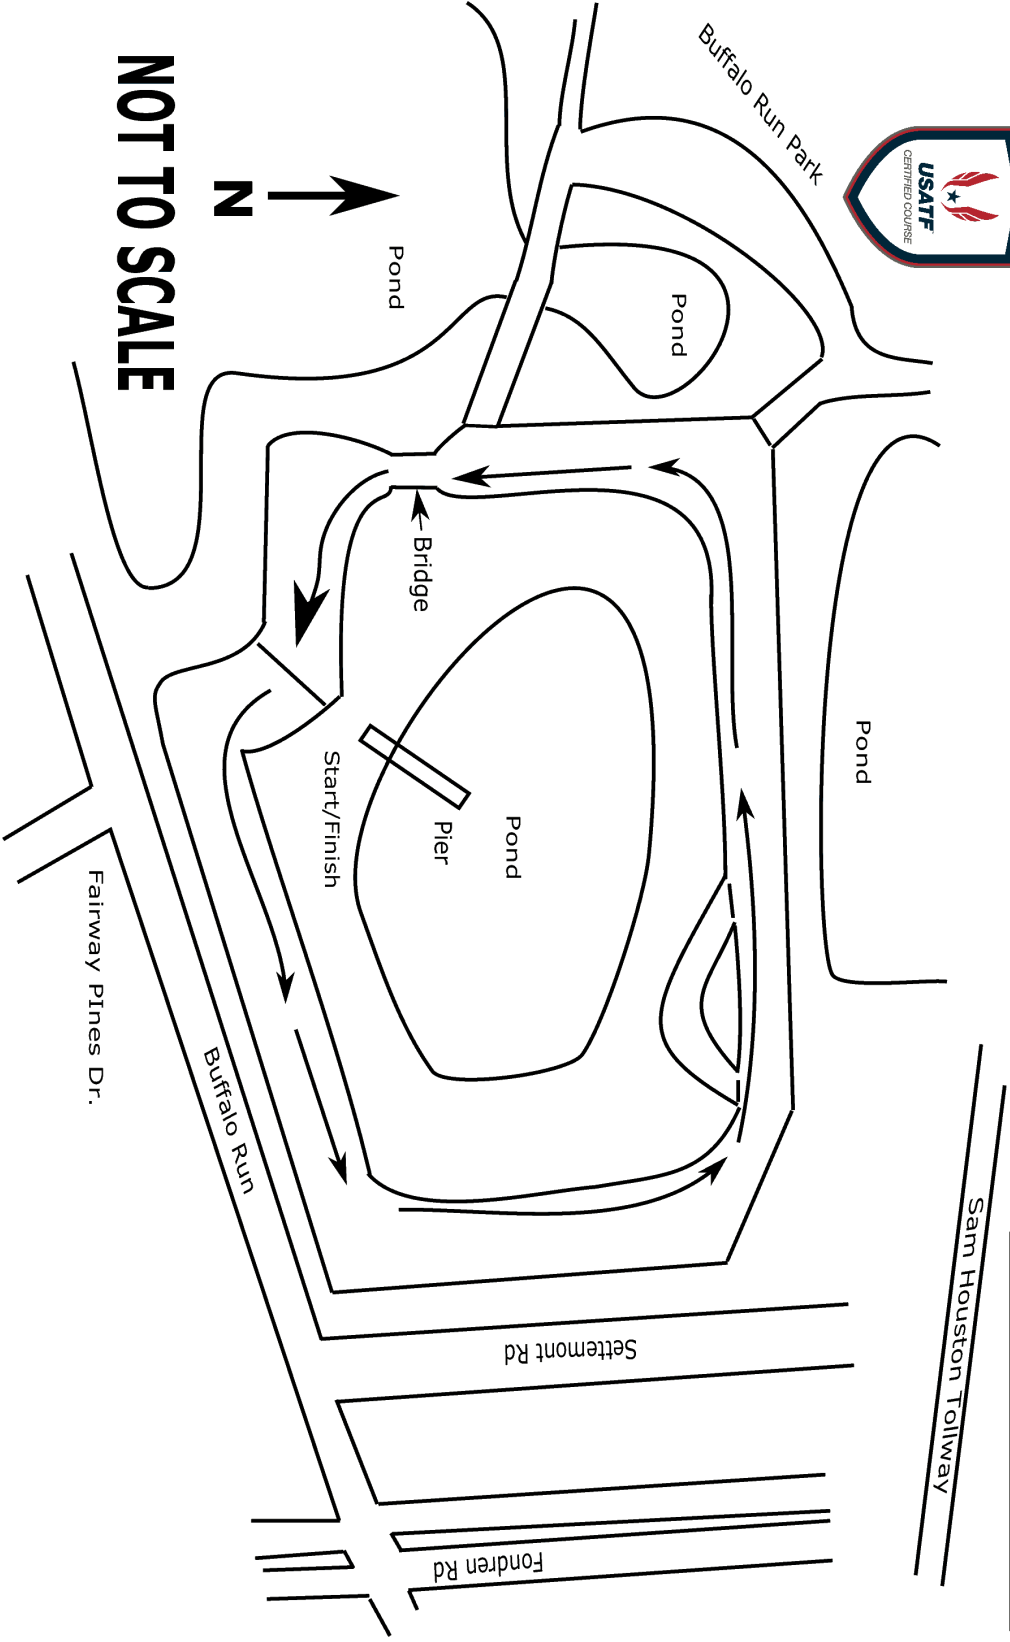 Buffalo Run Park
USATF
CERTIFIED COURSE
NOT TO SCALE
N
Pond
Pond
Pond
Bridge
Start/Finish
Pier
Pond
Fairway PInes Dr.
Buffalo Run
Settemont Rd
Fondren Rd
Sam Houston Tollway